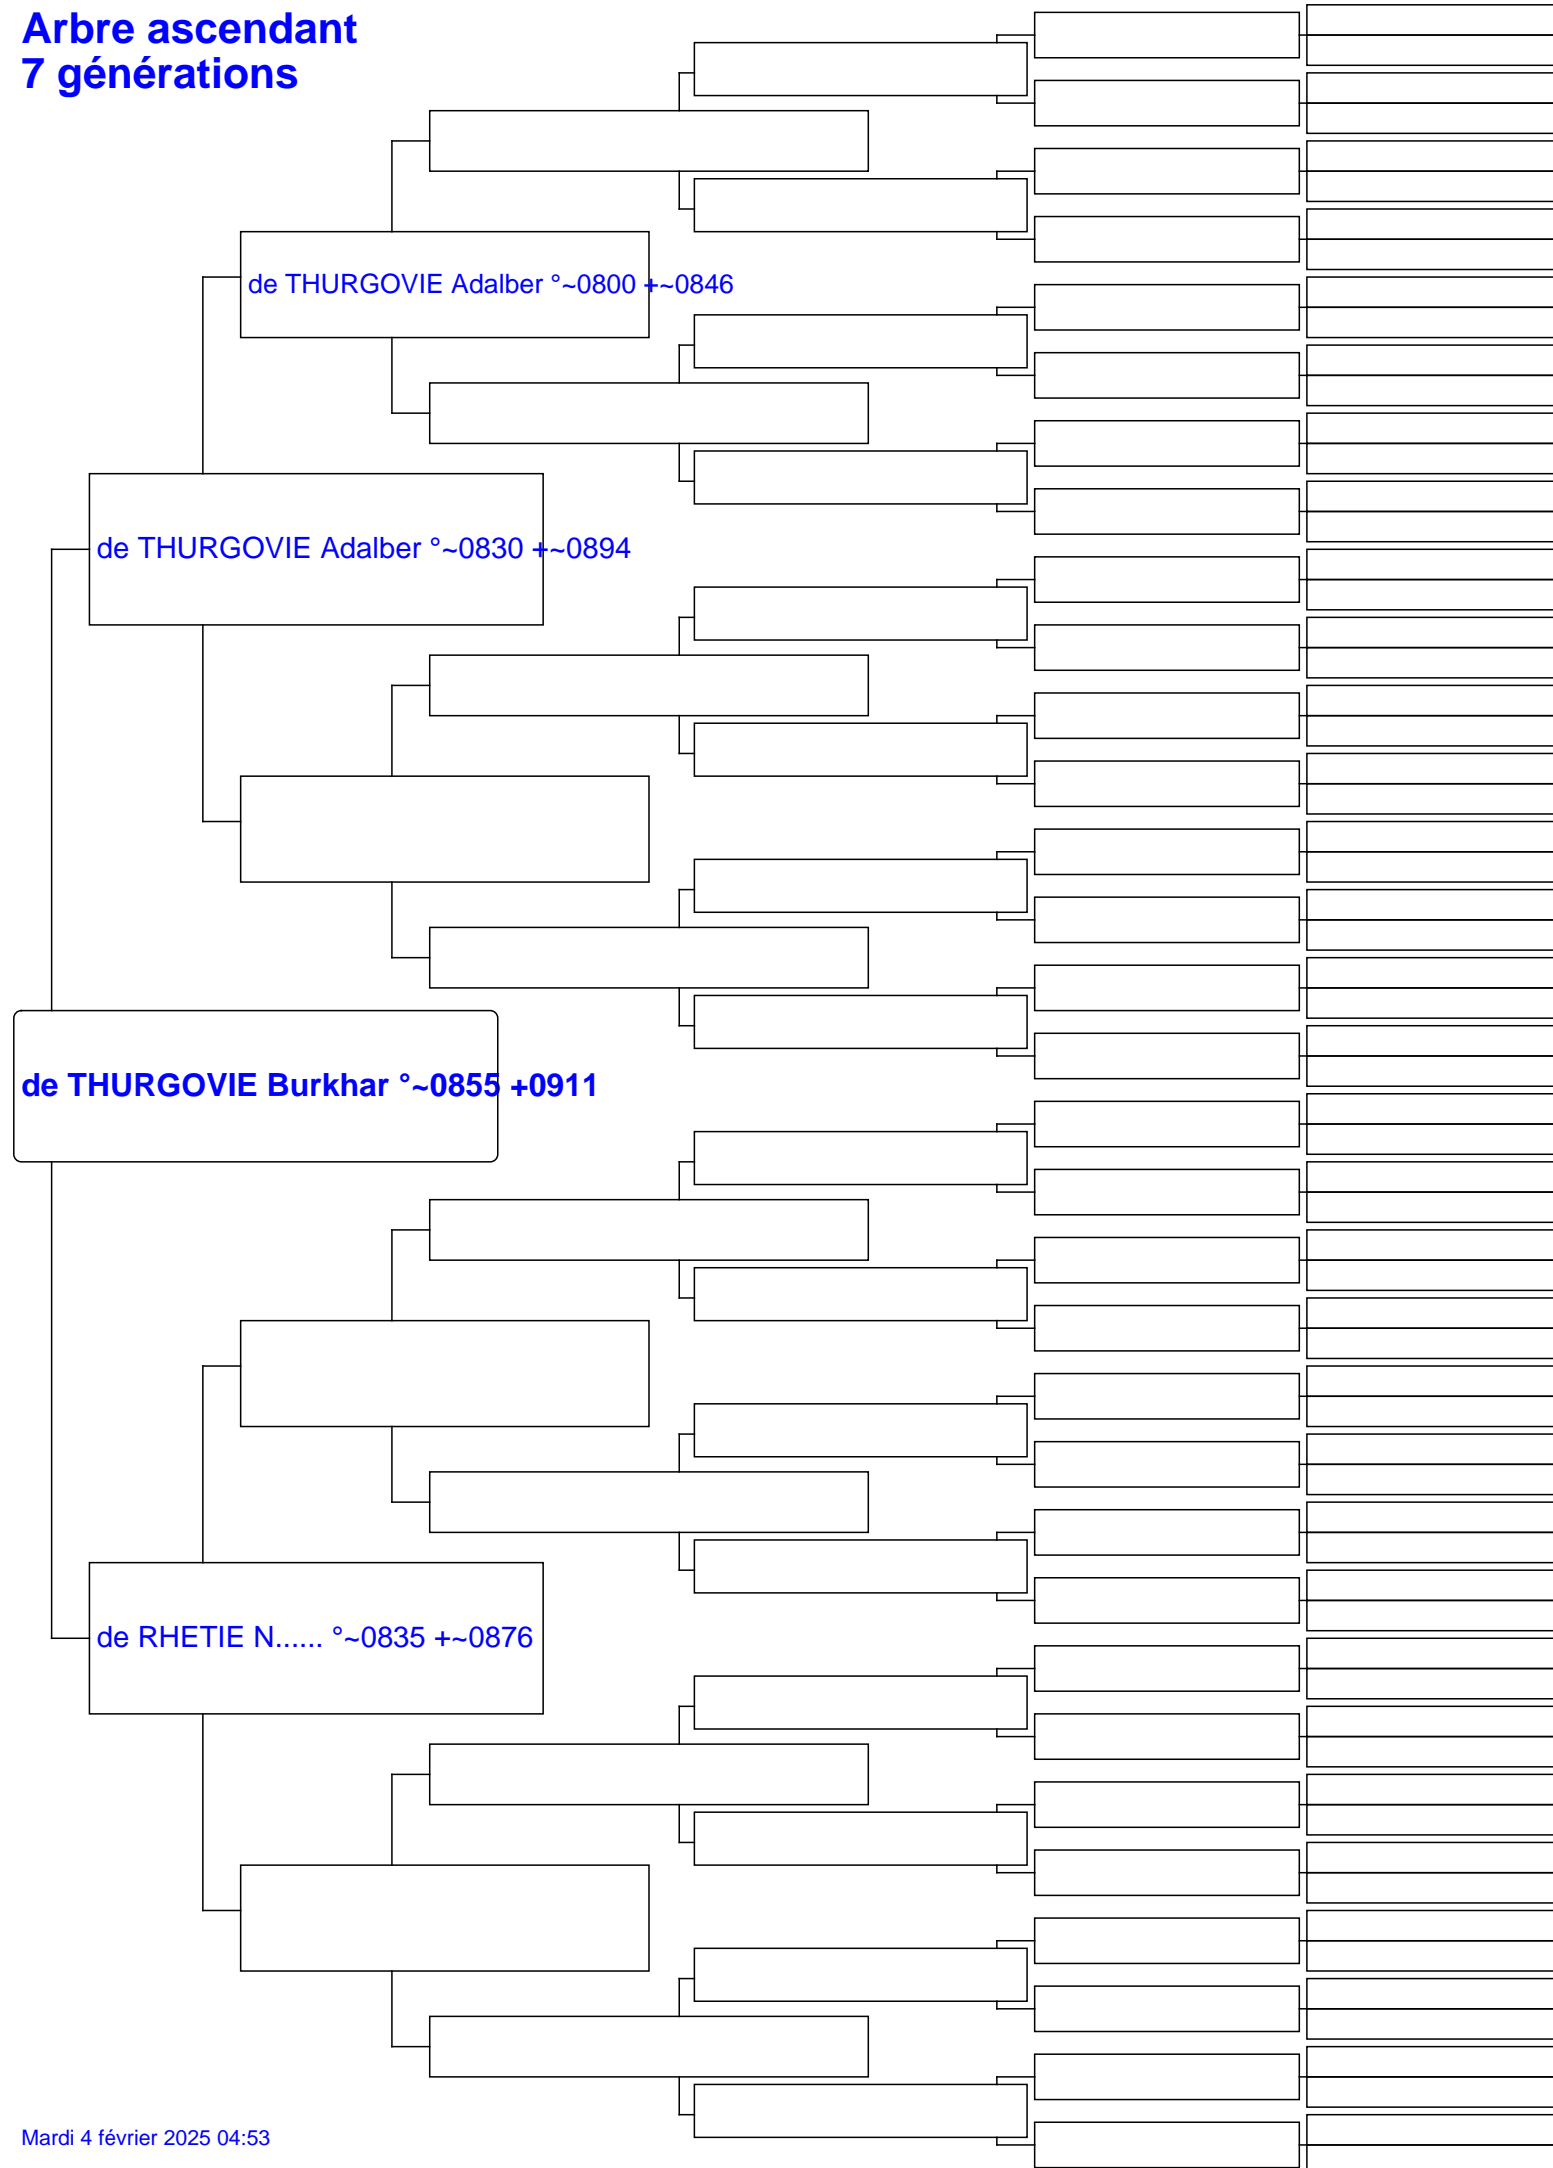 Arbre ascendant
7 générations
de THURGOVIE Adalber °~0800 +~0846
de THURGOVIE Adalber °~0830 +~0894
de THURGOVIE Burkhar °~0855 +0911
de RHETIE N...... °~0835 +~0876
Mardi 4 février 2025 04:53